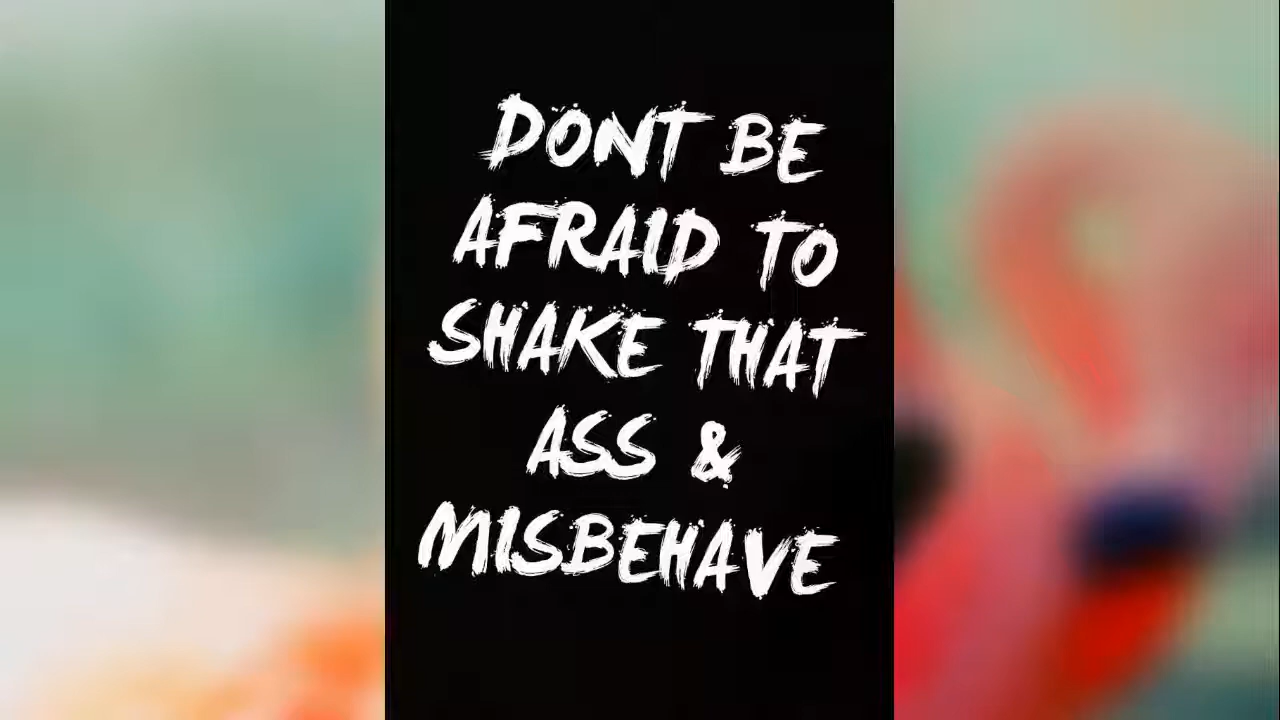 DONT BE
AFRAID TO
SHAKE THAT
ASS &
MISBEHAVE